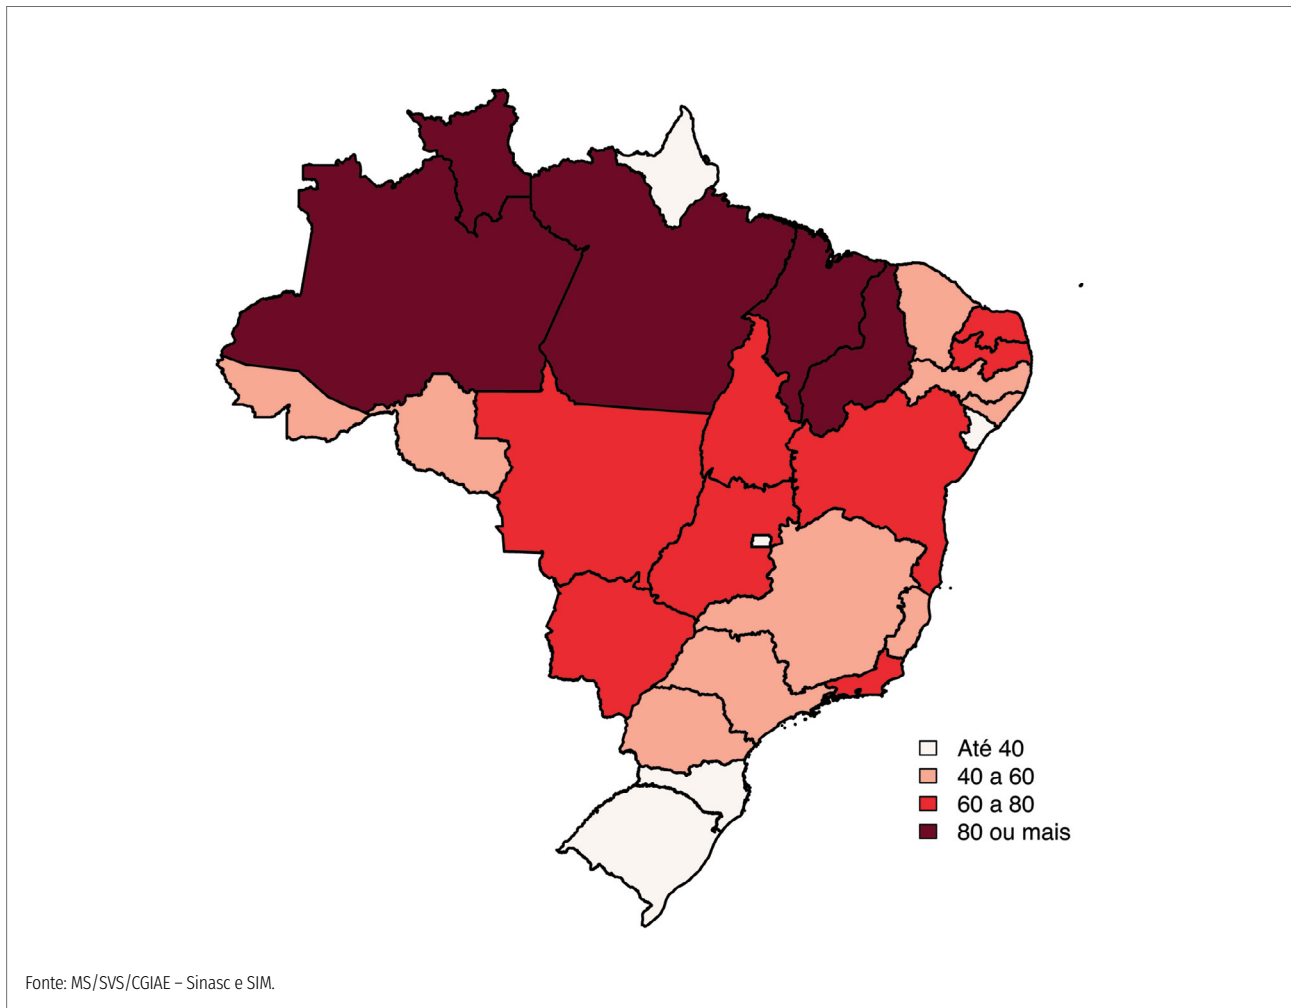 Até 40
40 a 60
60 a 80
80 ou mais
Fonte: MS/SVS/CGIAE – Sinasc e SIM.